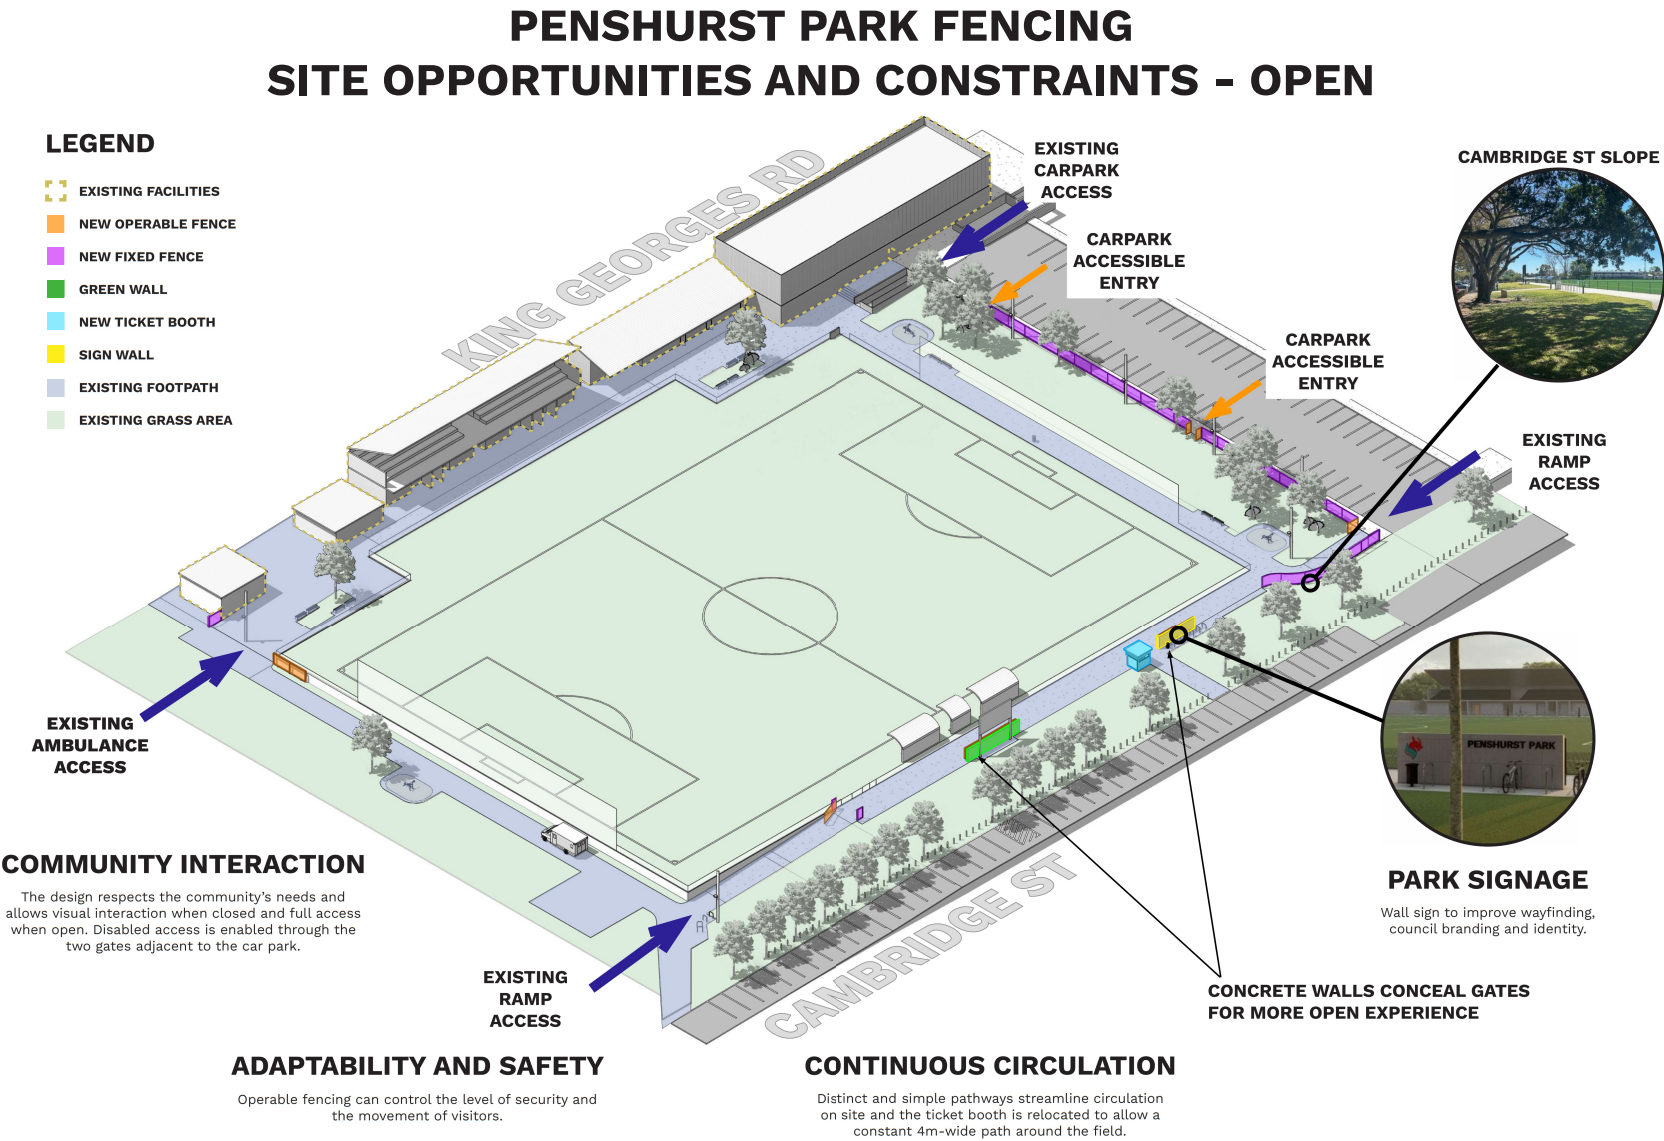 PENSHURST PARK FENCING
SITE OPPORTUNITIES AND CONSTRAINTS - OPEN
LEGEND
EXISTING FACILITIES
NEW OPERABLE FENCE
NEW FIXED FENCE
GREEN WALL
NEW TICKET BOOTH
SIGN WALL
EXISTING FOOTPATH
EXISTING GRASS AREA
KING GEORGES RD
EXISTING
CARPARK
ACCESS
CARPARK
ACCESSIBLE
ENTRY
CARPARK
ACCESSIBLE
ENTRY
CAMBRIDGE ST SLOPE
EXISTING
RAMP
ACCESS
EXISTING
AMBULANCE
ACCESS
PENSHURST PARK
PARK SIGNAGE
Wall sign to improve wayfinding,
council branding and identity.
COMMUNITY INTERACTION
The design respects the community's needs and
allows visual interaction when closed and full access
when open. Disabled access is enabled through the
two gates adjacent to the car park.
EXISTING
RAMP
ACCESS
CAMBRIDGE ST
CONCRETE WALLS CONCEAL GATES
FOR MORE OPEN EXPERIENCE
ADAPTABILITY AND SAFETY
Operable fencing can control the level of security and
the movement of visitors.
CONTINUOUS CIRCULATION
Distinct and simple pathways streamline circulation
on site and the ticket booth is relocated to allow a
constant 4m-wide path around the field.